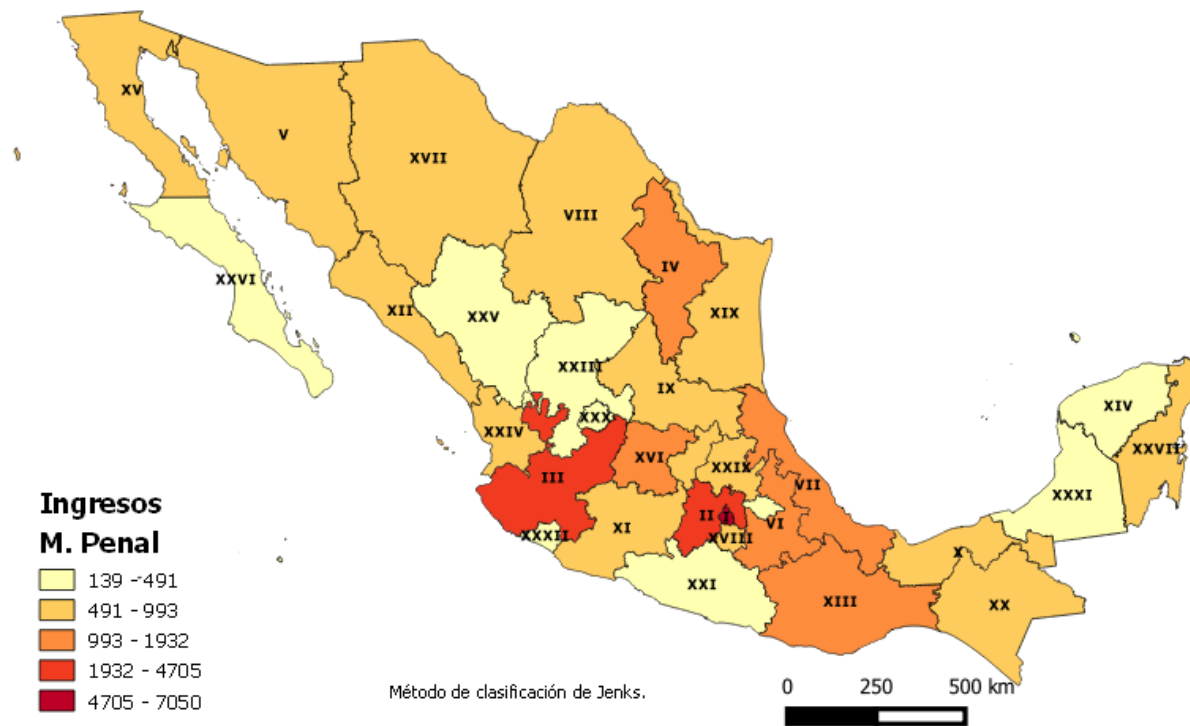 XV
V
XVII
VIII
XXVI
IV
XII
XXV
XIX
XXIII
IX
XXX
XIV
XXIV
XVI
XXIX
XXVII
III
VII
XXXI
II
I
XI
VI
XXXII
XVIII
X
XXI
XIII
XX
Ingresos
M. Penal
139 - 491
491 - 993
993 - 1932
1932 - 4705
4705 - 7050
Método de clasificación de Jenks.
0 250 500 km